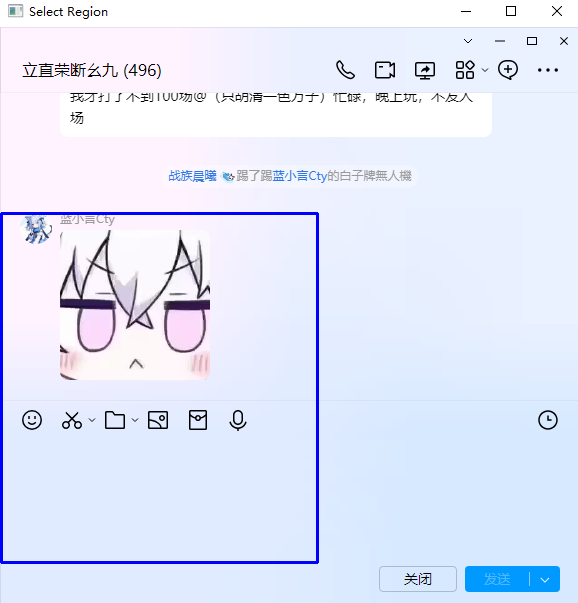 Select Region
立直荣断幺九 (496)
我才打了不到100场@（只胡清一色方子）忙碌，晚上玩，不友人
场
战族晨曦 踢了踢蓝小言Cty的白子牌無人機
蓝小言Cty
关闭
发送